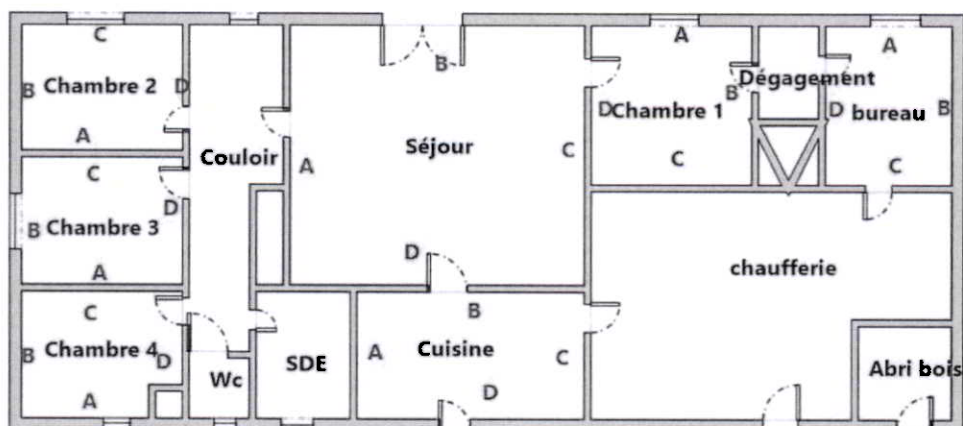 C
B Chambre 2 D
A
C
B Chambre 3 D
A
C
B Chambre 4 D
A
Couloir
Wc
SDE
B
A Séjour C
D
B
A Cuisine C
D
A
D Chambre 1 B
C
Dégagement
A
D bureau B
C
chaufferie
Abri bois